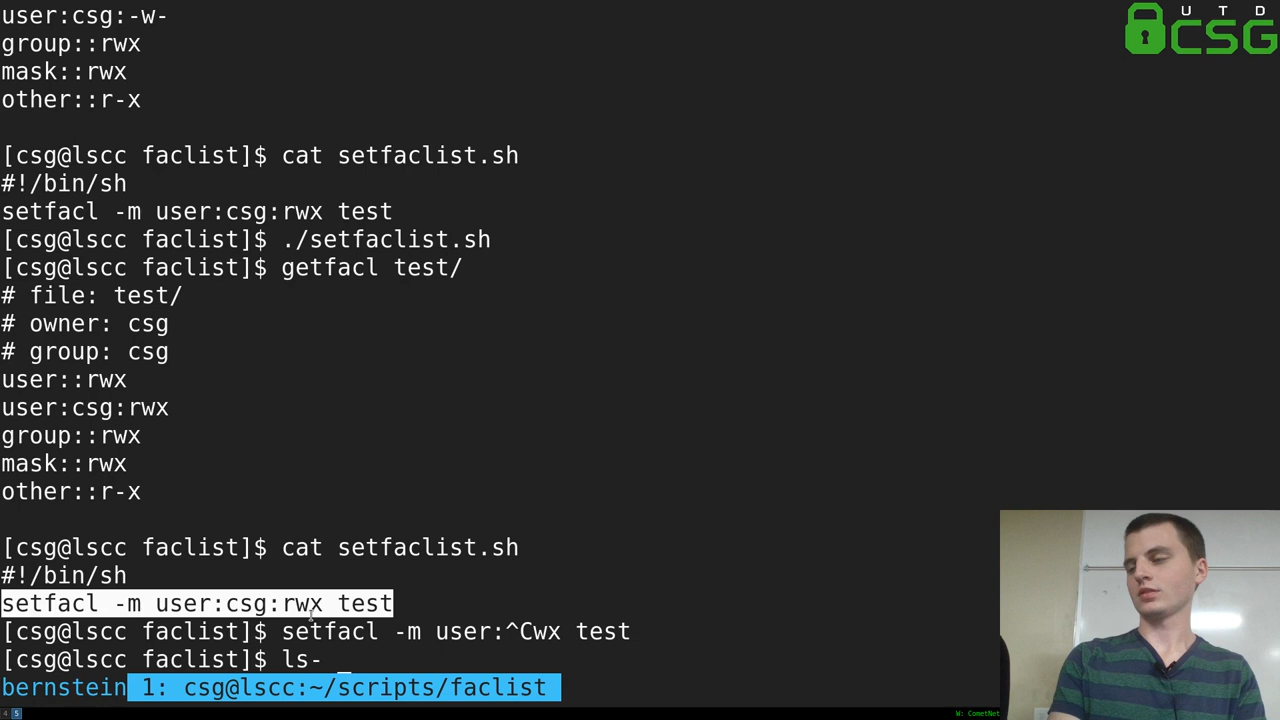 user:csg:-w-
group::rwx
mask::rwx
other::r-x
[csg@lscc faclist]$ cat setfaclist.sh
#!/bin/sh
setfacl -m user:csg:rwx test
[csg@lscc faclist]$ ./setfaclist.sh
[csg@lscc faclist]$ getfacl test/
# file: test/
# owner: csg
# group: csg
user::rwx
user:csg:rwx
group::rwx
mask::rwx
other::r-x
[csg@lscc faclist]$ cat setfaclist.sh
#!/bin/sh
setfacl -m user:csg:rwx test
[csg@lscc faclist]$ setfacl -m user:^Cwx test
[csg@lscc faclist]$ ls- _
bernstein 1: csg@lscc:~/scripts/faclist
4 5
W: CometNet
UTD
CSG